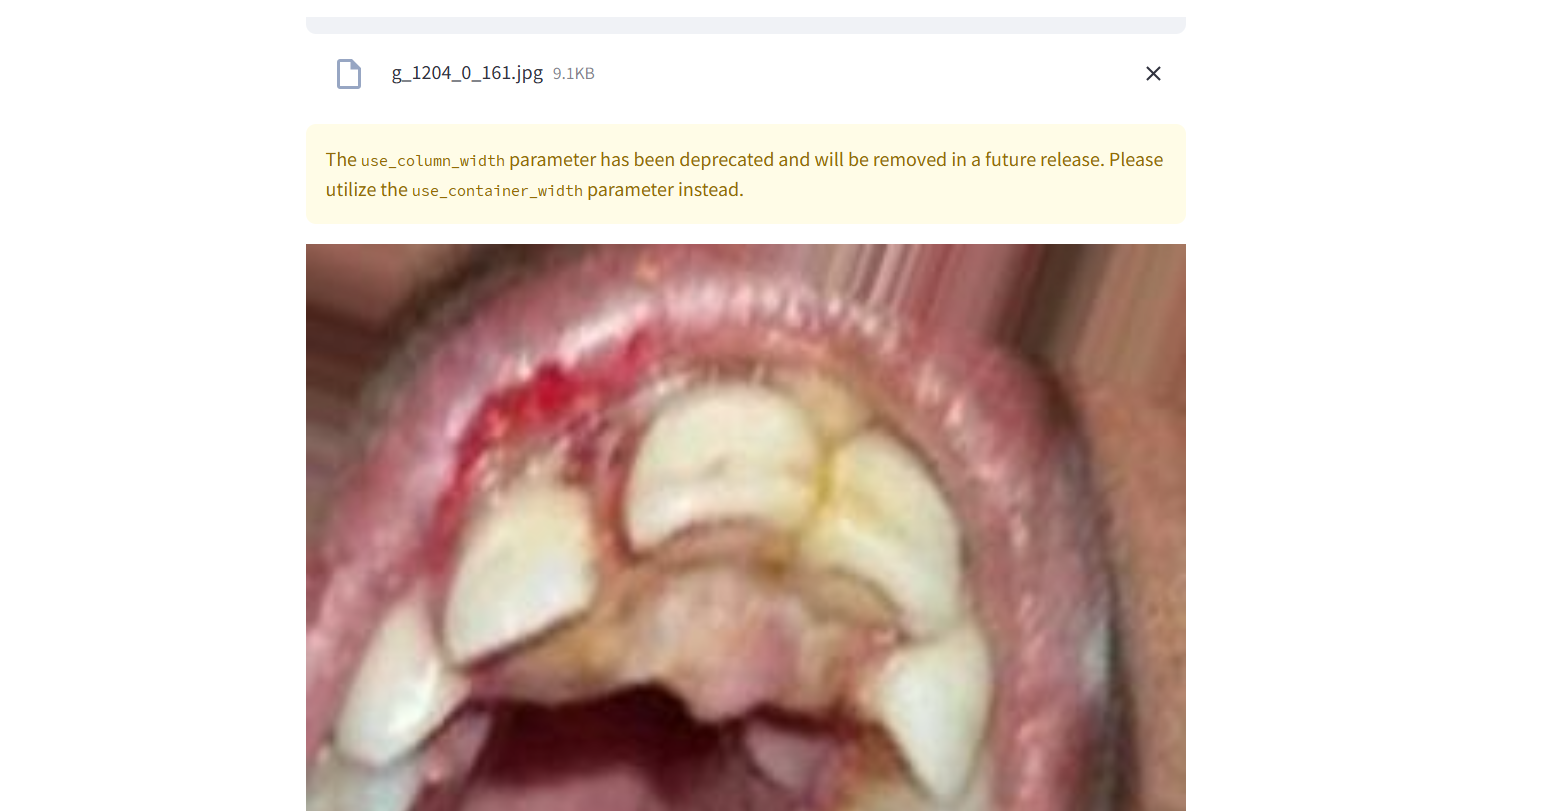 g_1204_0_161.jpg 9.1KB
The use_column_width parameter has been deprecated and will be removed in a future release. Please
utilize the use_container_width parameter instead.